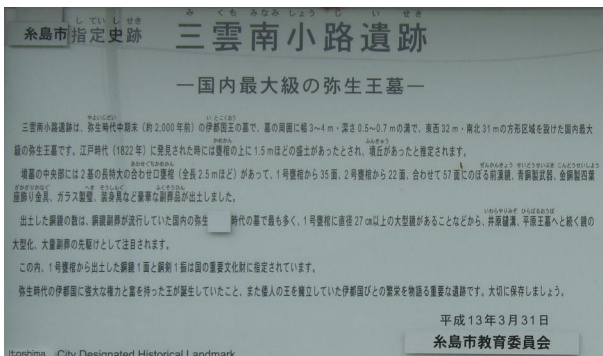 糸島市指定史跡 三雲南小路遺跡
してい しせき みくもみなみしょうじ いせき
―国内最大級の弥生王墓―
三雲南小路遺跡は、弥生時代中期末(約2,000年前)の伊都国王の墓で、墓の周囲に幅3~4m・深さ0.5~0.7mの溝で、東西32m・南北31mの方形区域を設けた国内最大
級の弥生王墓です。江戸時代(1822年)に発見された時には甕棺の上に1.5mほどの盛土があったとされ、墳丘があったと推定されます。
墳墓の中央部には2基の長持大の合わせ口甕棺(全長2.5mほど)があって、1号甕棺から35面、2号甕棺から22面、合わせて57面にのぼる前漢鏡、青銅製武器、金銅製四葉
座飾り金具、ガラス製璧、装身具など豪華な副葬品が出土しました。
出土した銅鏡の数は、銅鏡副葬が流行していた国内の弥生 時代の墓で最も多く、1号甕棺に直径27cm以上の大型鏡があることなどから、井原鑓溝、平原王墓へと続く鏡の
大型化、大量副葬の先駆けとして注目されます。
この内、1号甕棺から出土した銅鏡1面と銅剣1振は国の重要文化財に指定されています。
弥生時代の伊都国に強大な権力と富を持った王が誕生していたこと、また倭人の王を擁立していた伊都国びとの繁栄を物語る重要な遺跡です。大切に保存しましょう。
平成13年3月31日
糸島市教育委員会
Itoshima City Designated Historical Landmark